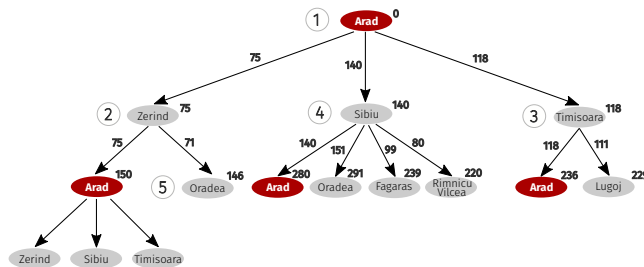 1
Arad
0
75
140
118
2
Zerind
75
4
Sibiu
140
3
Timisoara
118
75
71
140
151
99
80
118
111
Arad
150
5
Oradea
146
Arad
280
Oradea
291
Fagaras
239
Rimnicu
Vilcea
220
Arad
236
Lugoj
229
Zerind
Sibiu
Timisoara